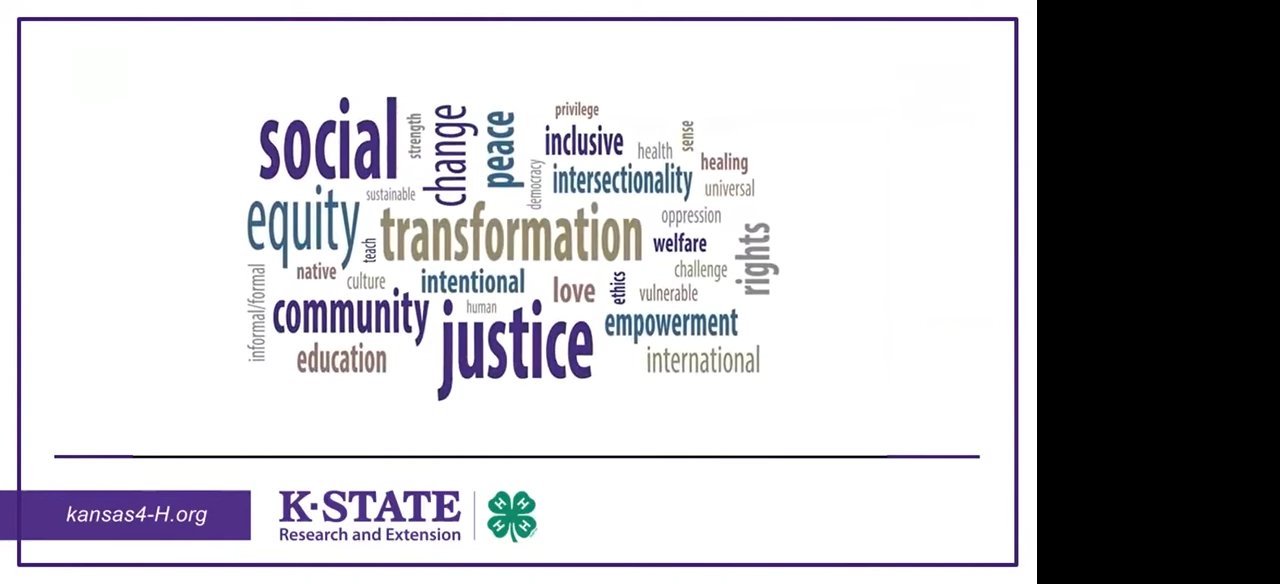 social
strength
change
peace
privilege
inclusive
health
sense
healing
sustainable
democracy
intersectionality
universal
equity
teach
transformation
oppression
welfare
rights
native
culture
intentional
love
ethics
challenge
vulnerable
informal/formal
community
human
justice
empowerment
education
international
kansas4-H.org
K·STATE
Research and Extension
H H H H